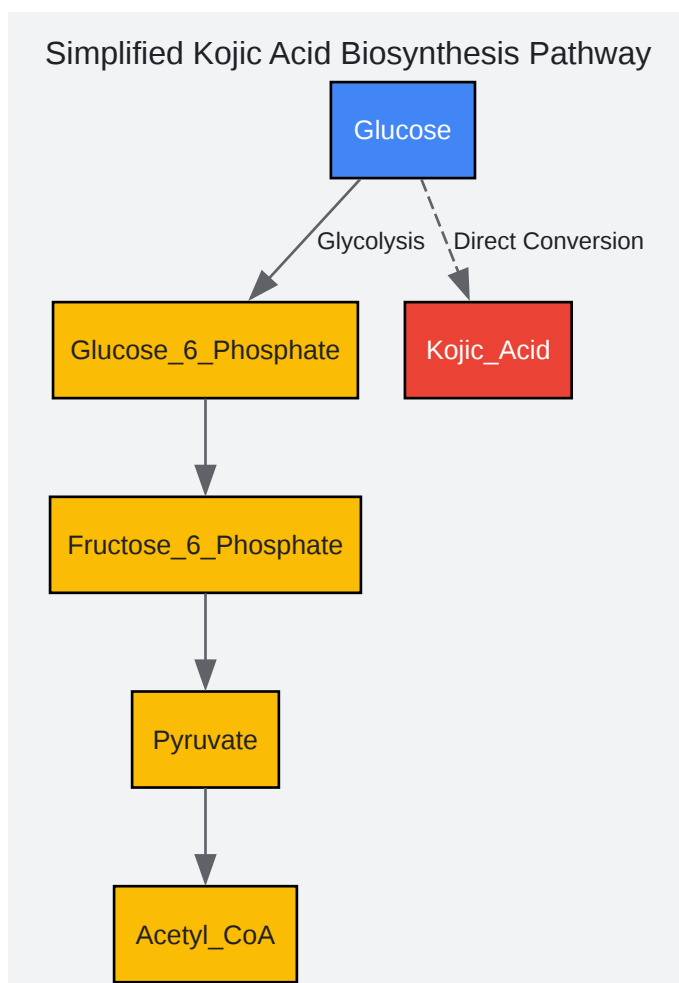 Simplified Kojic Acid Biosynthesis Pathway
Glucose
Glycolysis
Direct Conversion
Glucose_6_Phosphate
Kojic_Acid
Fructose_6_Phosphate
Pyruvate
Acetyl_CoA